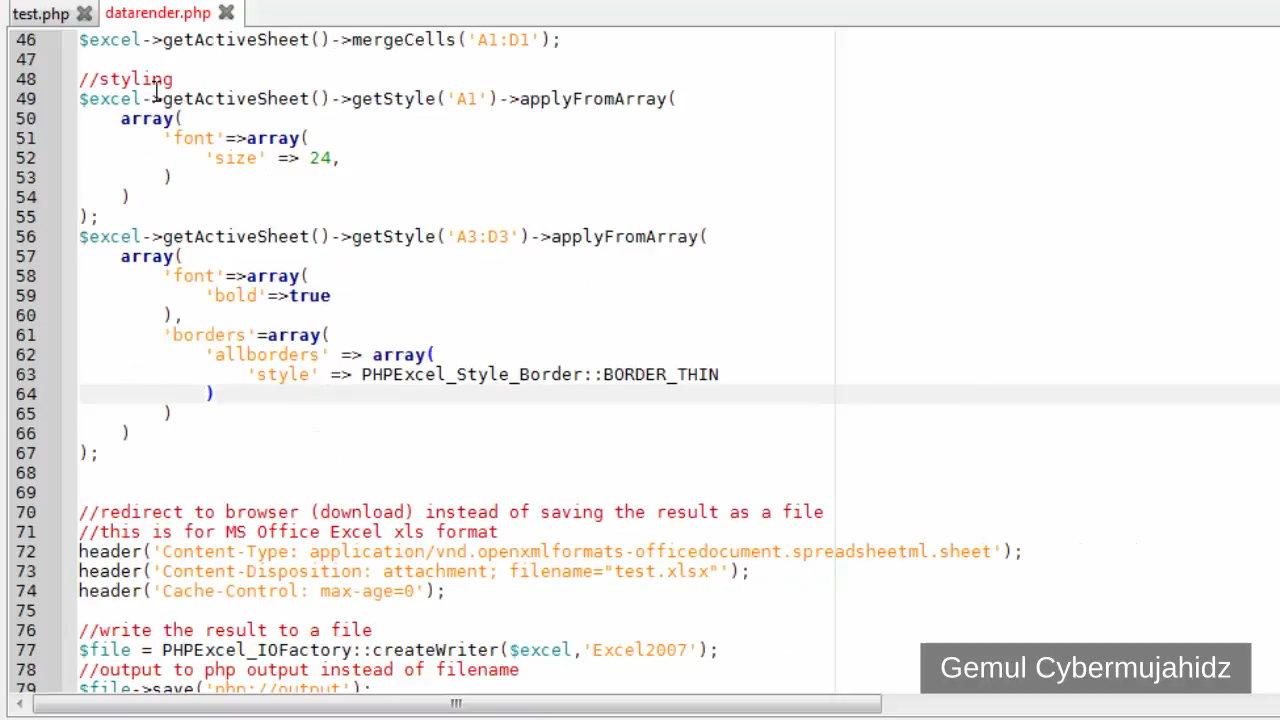 test.php datarender.php
46 $excel->getActiveSheet()->mergeCells('A1:D1');
47
48 //styling
49 $excel->getActiveSheet()->getStyle('A1')->applyFromArray(
50 array(
51 'font'=>array(
52 'size' => 24,
53 )
54 )
55 );
56 $excel->getActiveSheet()->getStyle('A3:D3')->applyFromArray(
57 array(
58 'font'=>array(
59 'bold'=>true
60 ),
61 'borders'=array(
62 'allborders' => array(
63 'style' => PHPExcel_Style_Border::BORDER_THIN
64 )
65 )
66 )
67 );
68
69
70 //redirect to browser (download) instead of saving the result as a file
71 //this is for MS Office Excel xls format
72 header('Content-Type: application/vnd.openxmlformats-officedocument.spreadsheetml.sheet');
73 header('Content-Disposition: attachment; filename="test.xlsx"');
74 header('Cache-Control: max-age=0');
75
76 //write the result to a file
77 $file = PHPExcel_IOFactory::createWriter($excel,'Excel2007');
78 //output to php output instead of filename
79 $file->save('php://output');
Gemul Cybermujahidz